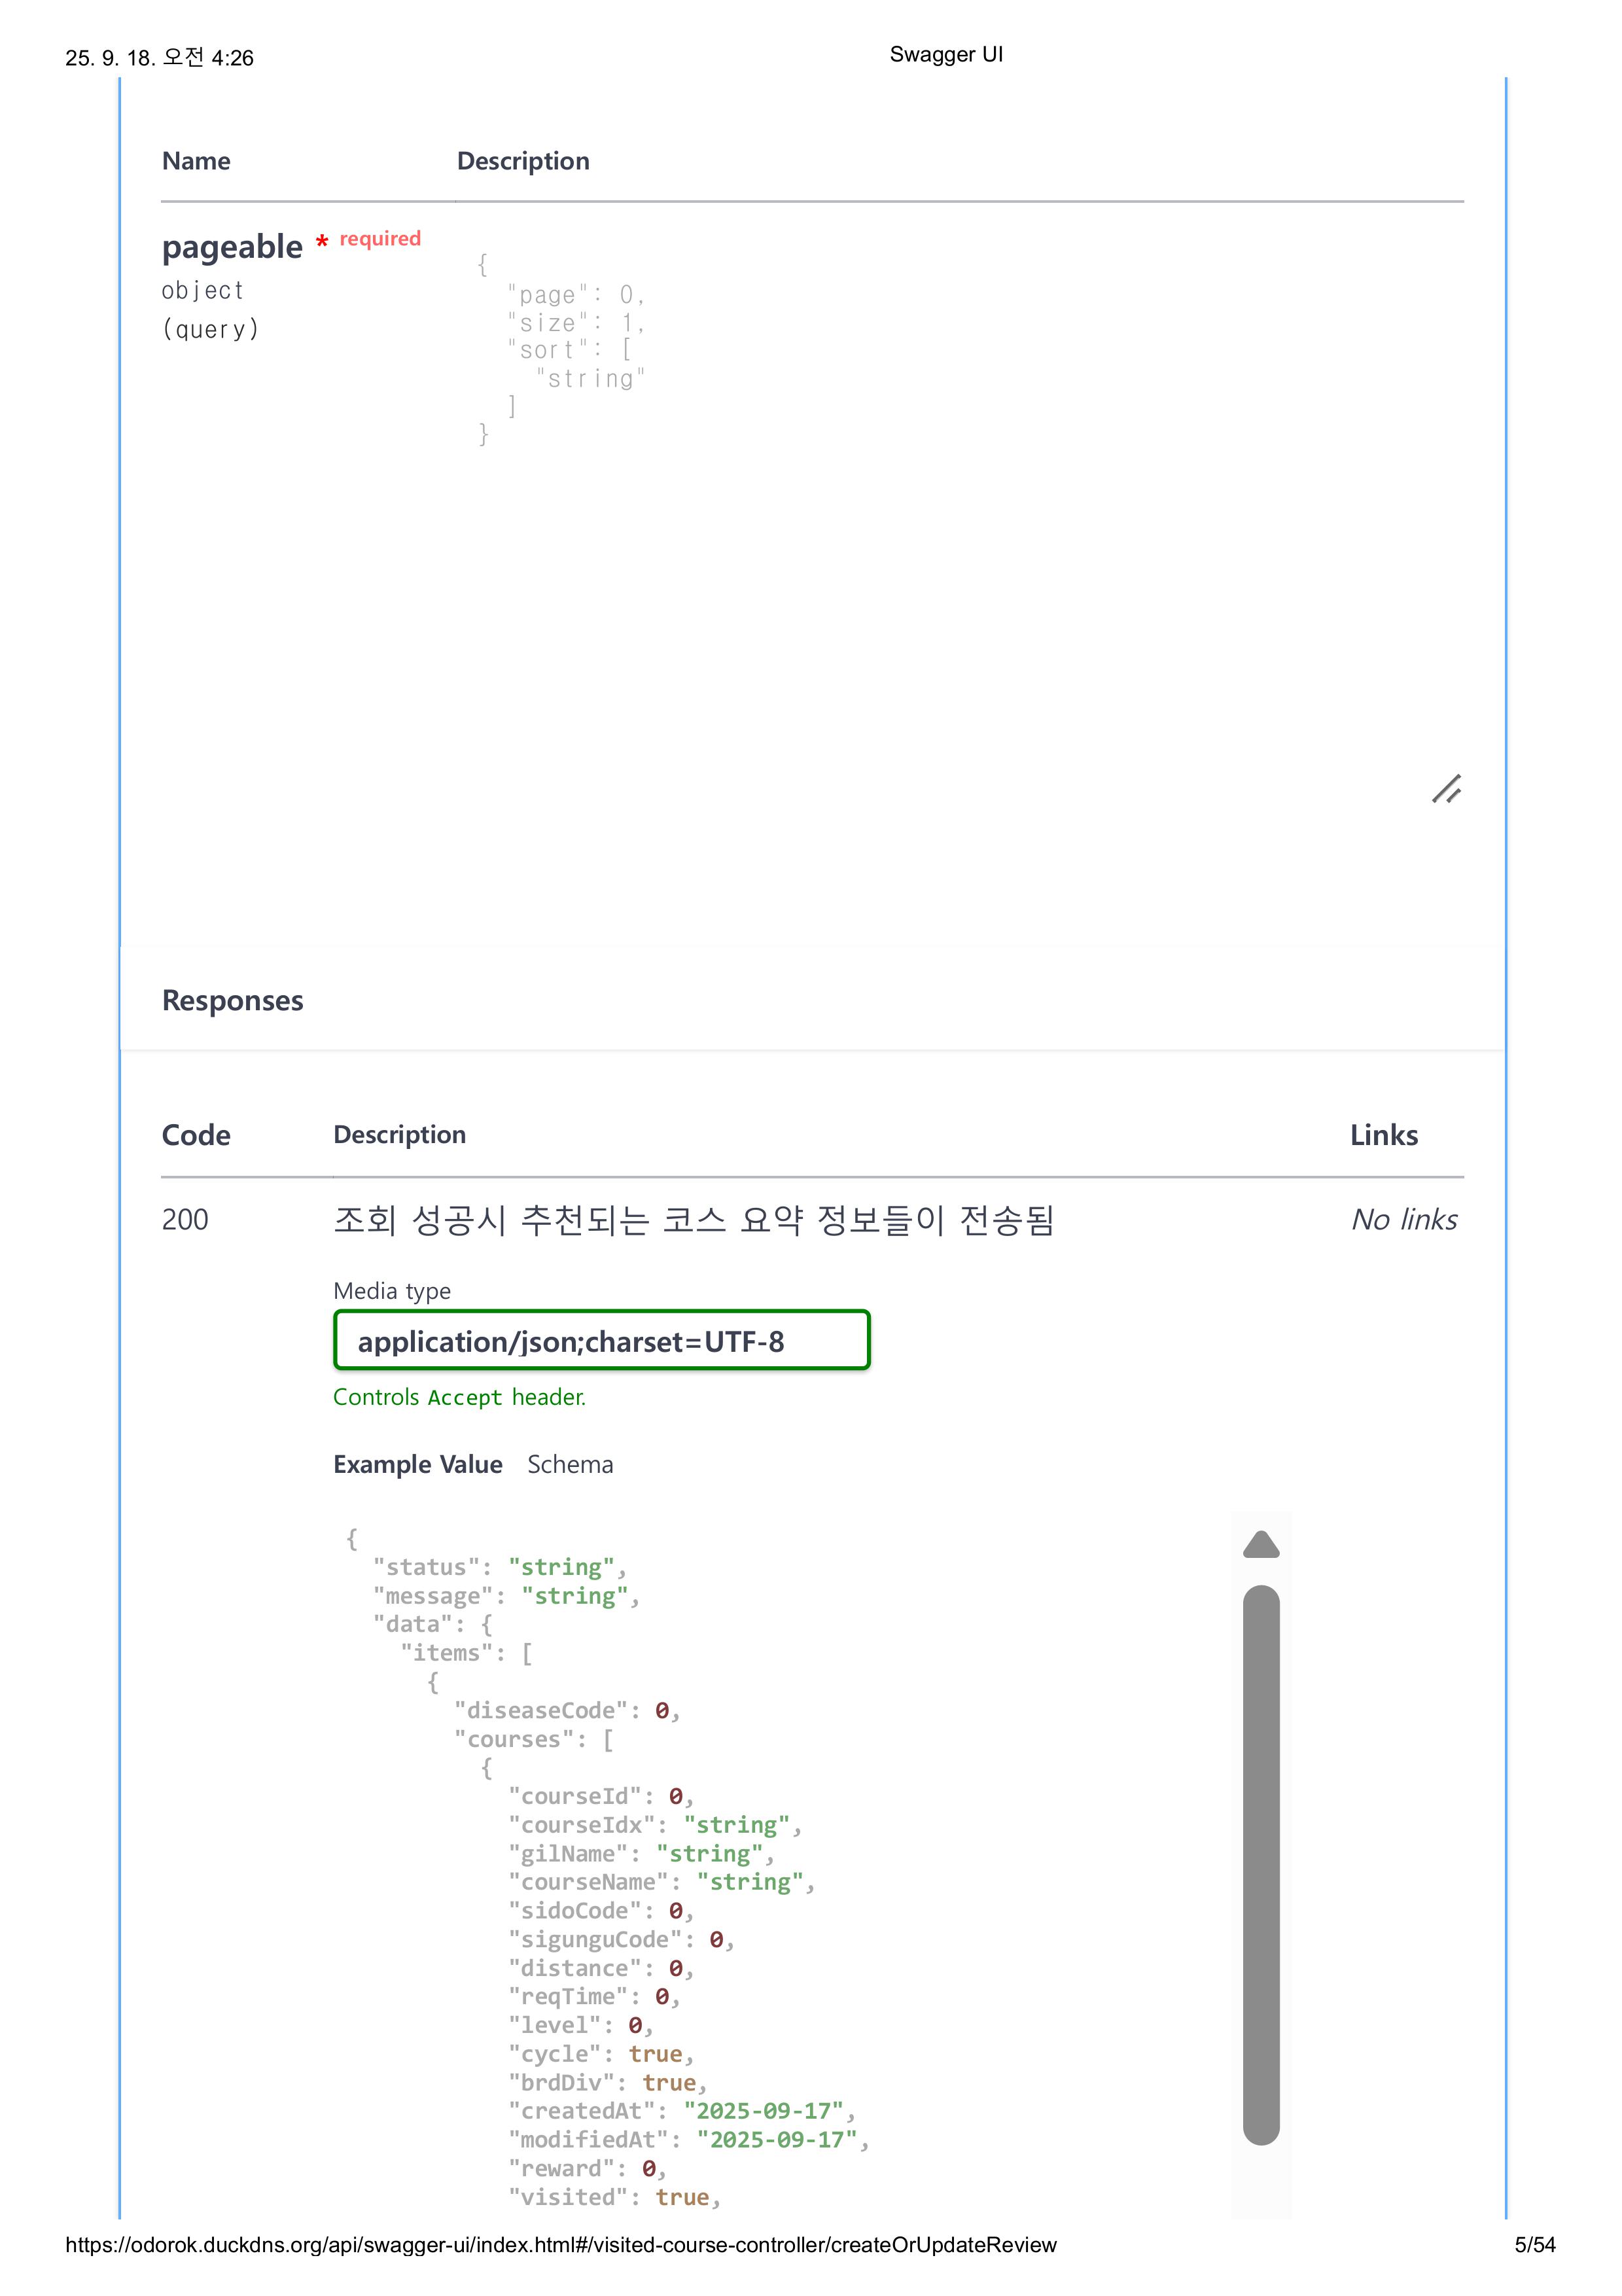 25. 9. 18. 오전 4:26
Swagger UI
Name Description
pageable * required
object
(query)
{
"page": 0,
"size": 1,
"sort": [
"string"
]
}
Responses
Code Description Links
200 조회 성공시 추천되는 코스 요약 정보들이 전송됨 No links
Media type
application/json;charset=UTF-8
Controls Accept header.
Example Value Schema
{
"status": "string",
"message": "string",
"data": {
"items": [
{
"diseaseCode": 0,
"courses": [
{
"courseId": 0,
"courseIdx": "string",
"gilName": "string",
"courseName": "string",
"sidoCode": 0,
"sigunguCode": 0,
"distance": 0,
"reqTime": 0,
"level": 0,
"cycle": true,
"brdDiv": true,
"createdAt": "2025-09-17",
"modifiedAt": "2025-09-17",
"reward": 0,
"visited": true,
https://odorok.duckdns.org/api/swagger-ui/index.html#/visited-course-controller/createOrUpdateReview
5/54